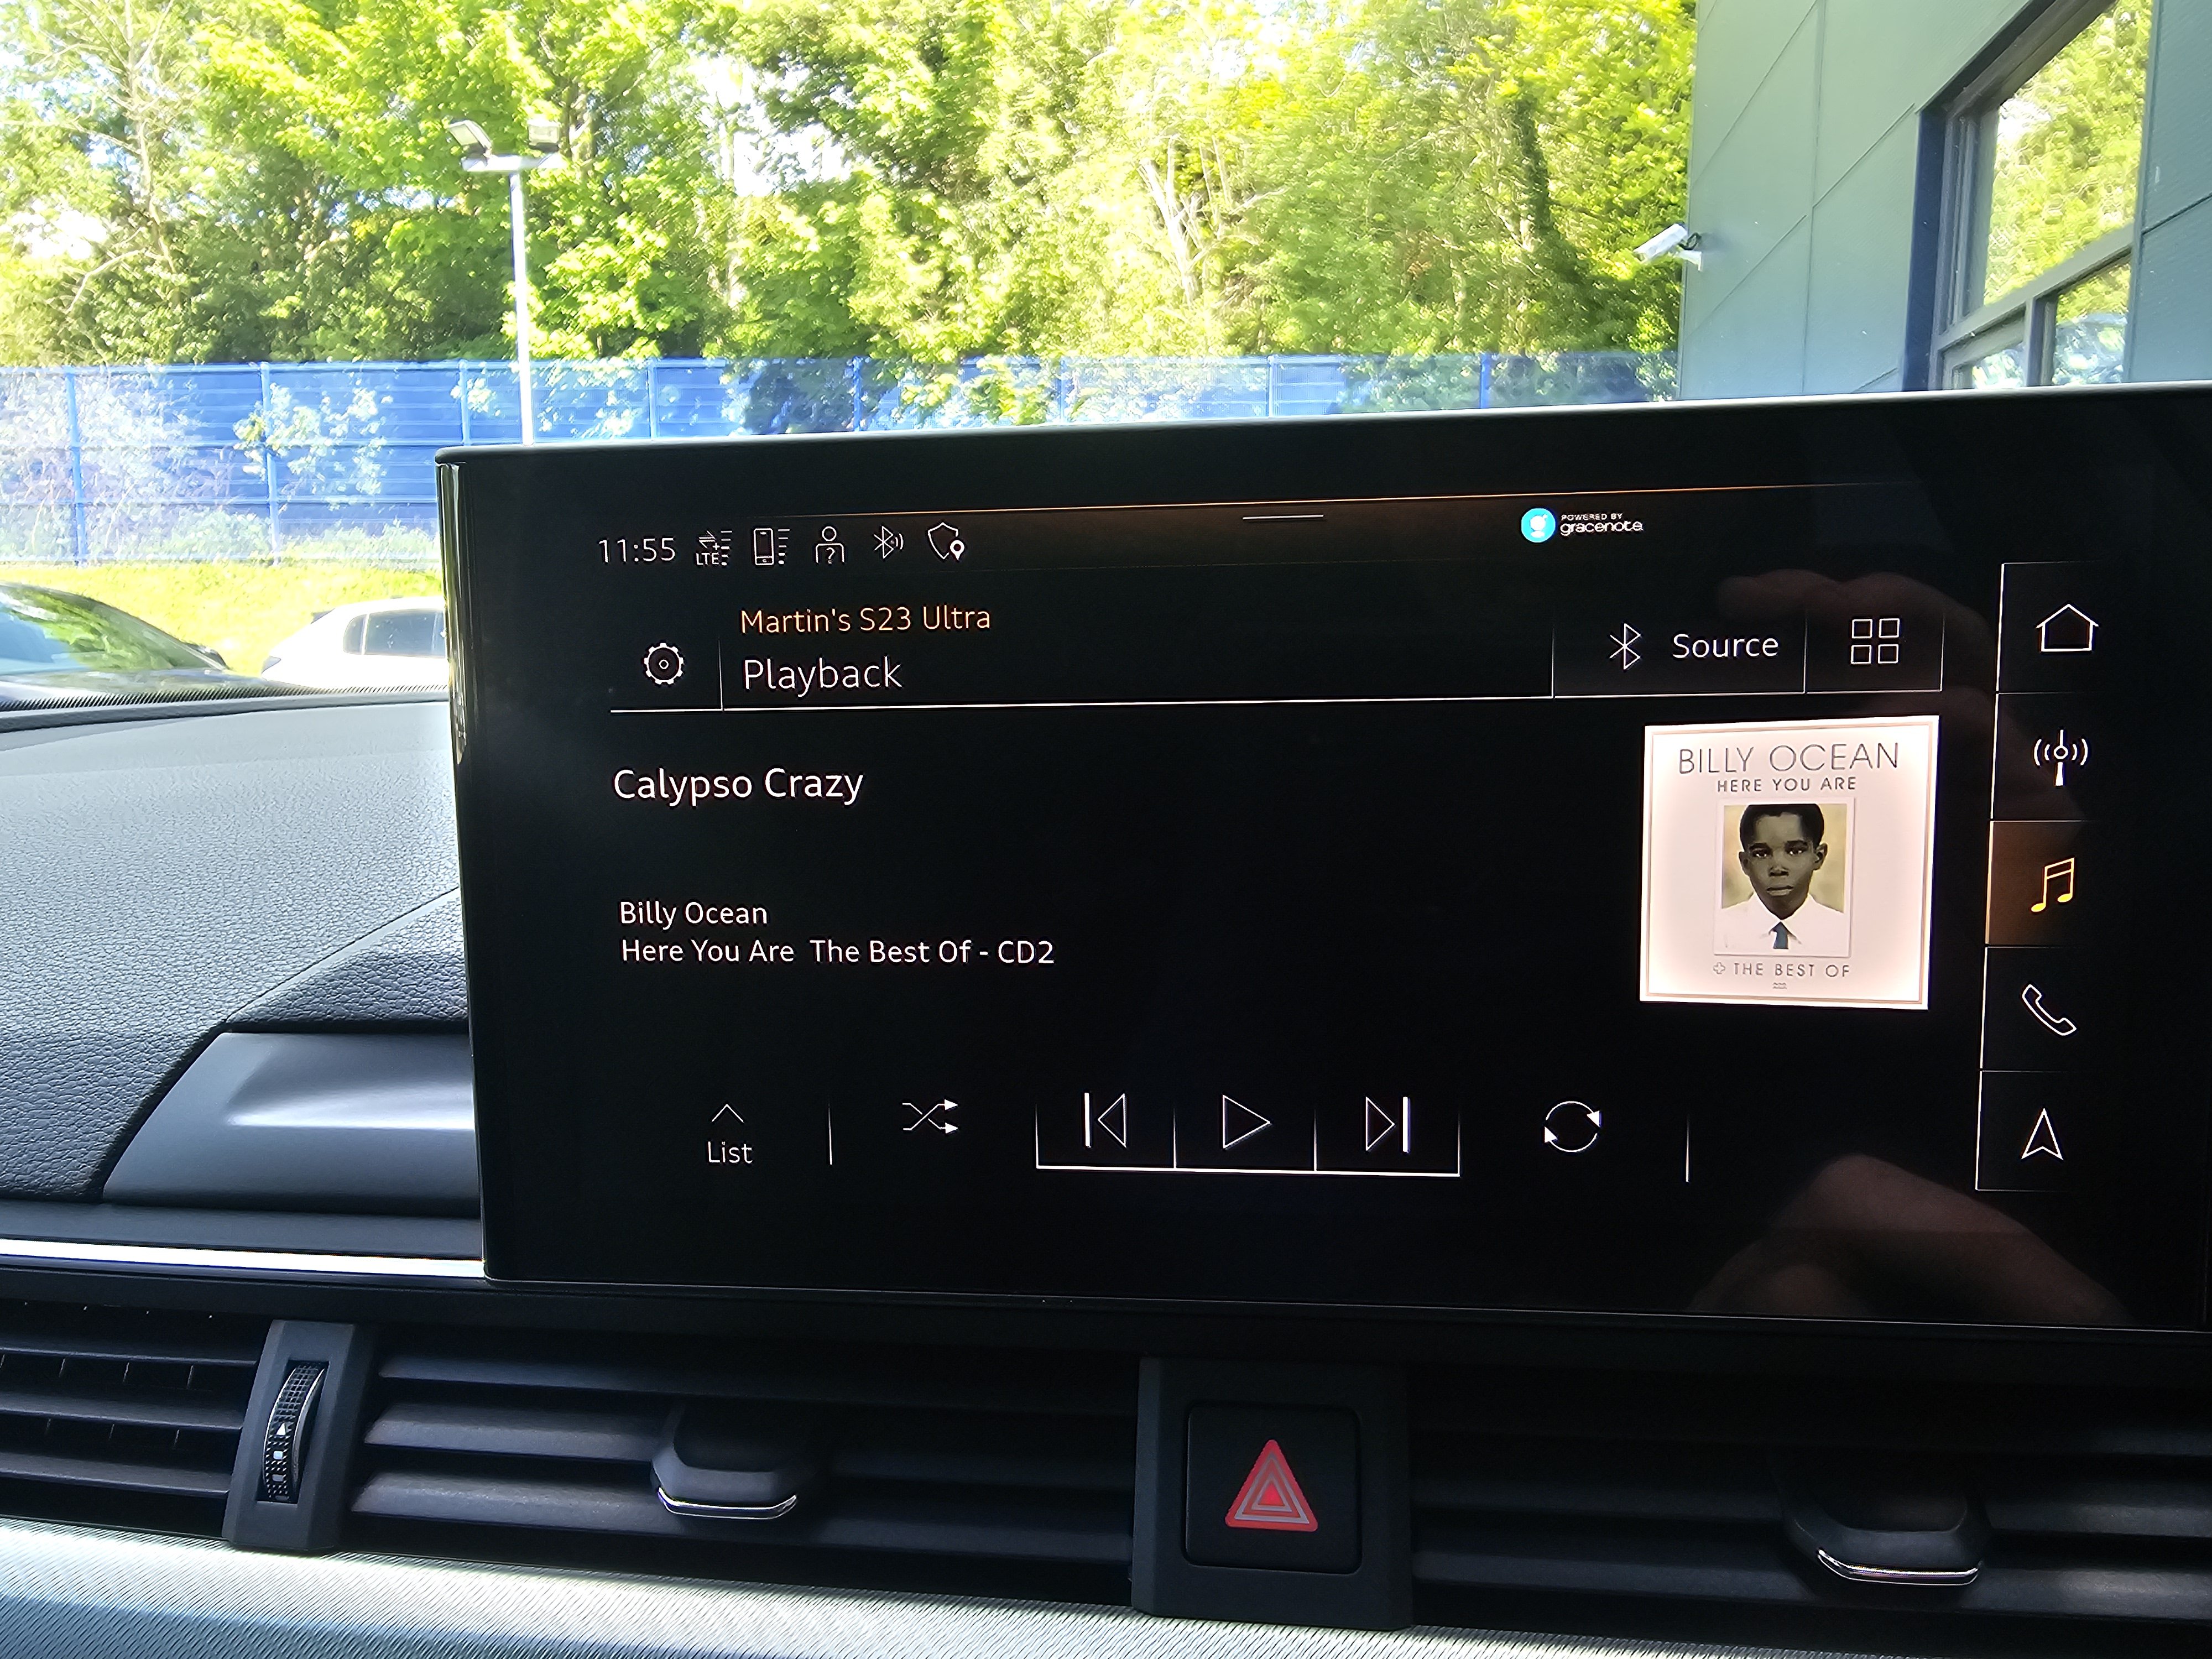 11:55
LTE
?
POWERED BY
gracenote
Martin's S23 Ultra
Playback
Source
Calypso Crazy
BILLY OCEAN
HERE YOU ARE
THE BEST OF
Billy Ocean
Here You Are The Best Of - CD2
List